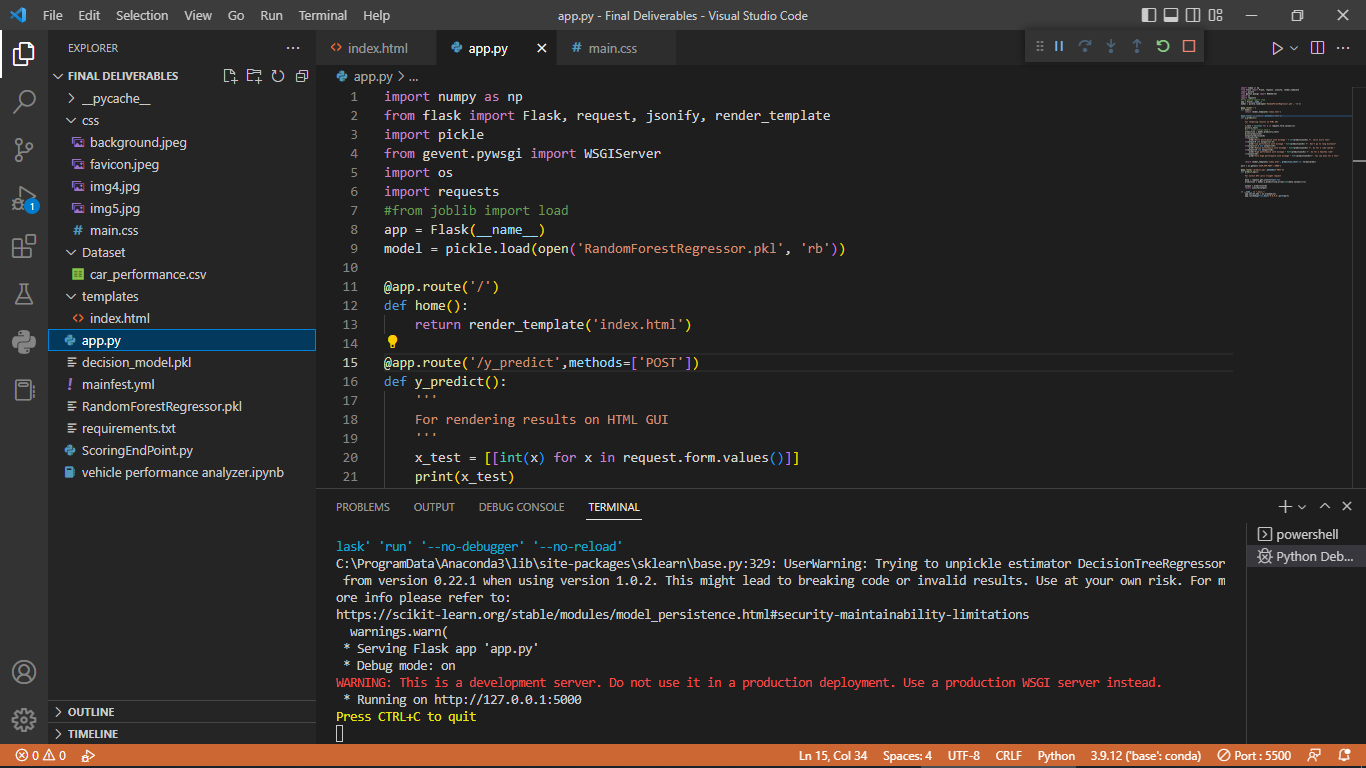 File Edit Selection View Go Run Terminal Help
app.py - Final Deliverables - Visual Studio Code
EXPLORER
FINAL DELIVERABLES
__pycache__
css
background.jpeg
favicon.jpeg
img4.jpg
img5.jpg
# main.css
Dataset
car_performance.csv
templates
<> index.html
app.py
decision_model.pkl
! mainfest.yml
RandomForestRegressor.pkl
requirements.txt
ScoringEndPoint.py
vehicle performance analyzer.ipynb
OUTLINE
TIMELINE
1
<> index.html
app.py
# main.css
app.py > ...
1 import numpy as np
2 from flask import Flask, request, jsonify, render_template
3 import pickle
4 from gevent.pywsgi import WSGIServer
5 import os
6 import requests
7 #from joblib import load
8 app = Flask(__name__)
9 model = pickle.load(open('RandomForestRegressor.pkl', 'rb'))
10
11 @app.route('/')
12 def home():
13 return render_template('index.html')
14
15 @app.route('/y_predict',methods=['POST'])
16 def y_predict():
17 '''
18 For rendering results on HTML GUI
19 '''
20 x_test = [[int(x) for x in request.form.values()]]
21 print(x_test)
PROBLEMS OUTPUT DEBUG CONSOLE TERMINAL
lask' 'run' '--no-debugger' '--no-reload'
C:\ProgramData\Anaconda3\lib\site-packages\sklearn\base.py:329: UserWarning: Trying to unpickle estimator DecisionTreeRegressor
from version 0.22.1 when using version 1.0.2. This might lead to breaking code or invalid results. Use at your own risk. For m
ore info please refer to:
https://scikit-learn.org/stable/modules/model_persistence.html#security-maintainability-limitations
warnings.warn(
* Serving Flask app 'app.py'
* Debug mode: on
WARNING: This is a development server. Do not use it in a production deployment. Use a production WSGI server instead.
* Running on http://127.0.0.1:5000
Press CTRL+C to quit
powershell
Python Deb...
0 0
Ln 15, Col 34 Spaces: 4 UTF-8 CRLF Python 3.9.12 ('base': conda) Port : 5500